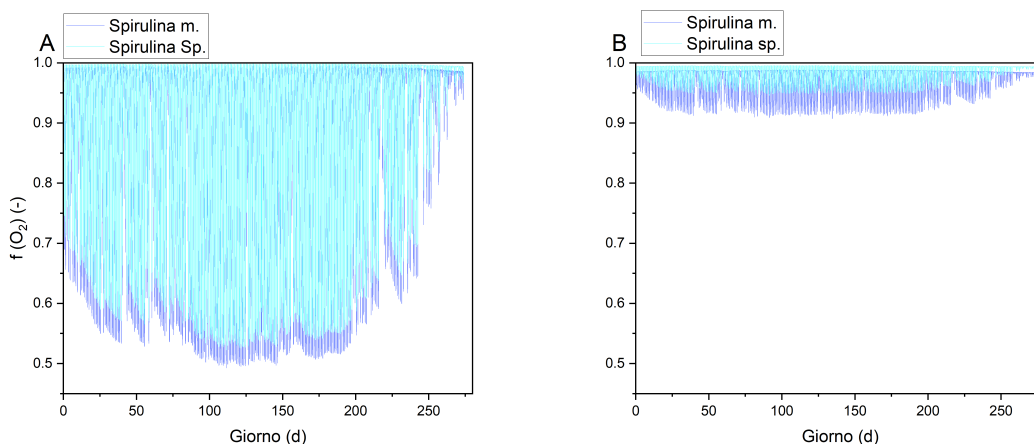 A
Spirulina m.
Spirulina Sp.
1.0
0.9
0.8
0.7
0.6
0.5
f (O₂) (-)
0 50 100 150 200 250
Giorno (d)
B
Spirulina m.
Spirulina sp.
1.0
0.9
0.8
0.7
0.6
0.5
0 50 100 150 200 250
Giorno (d)